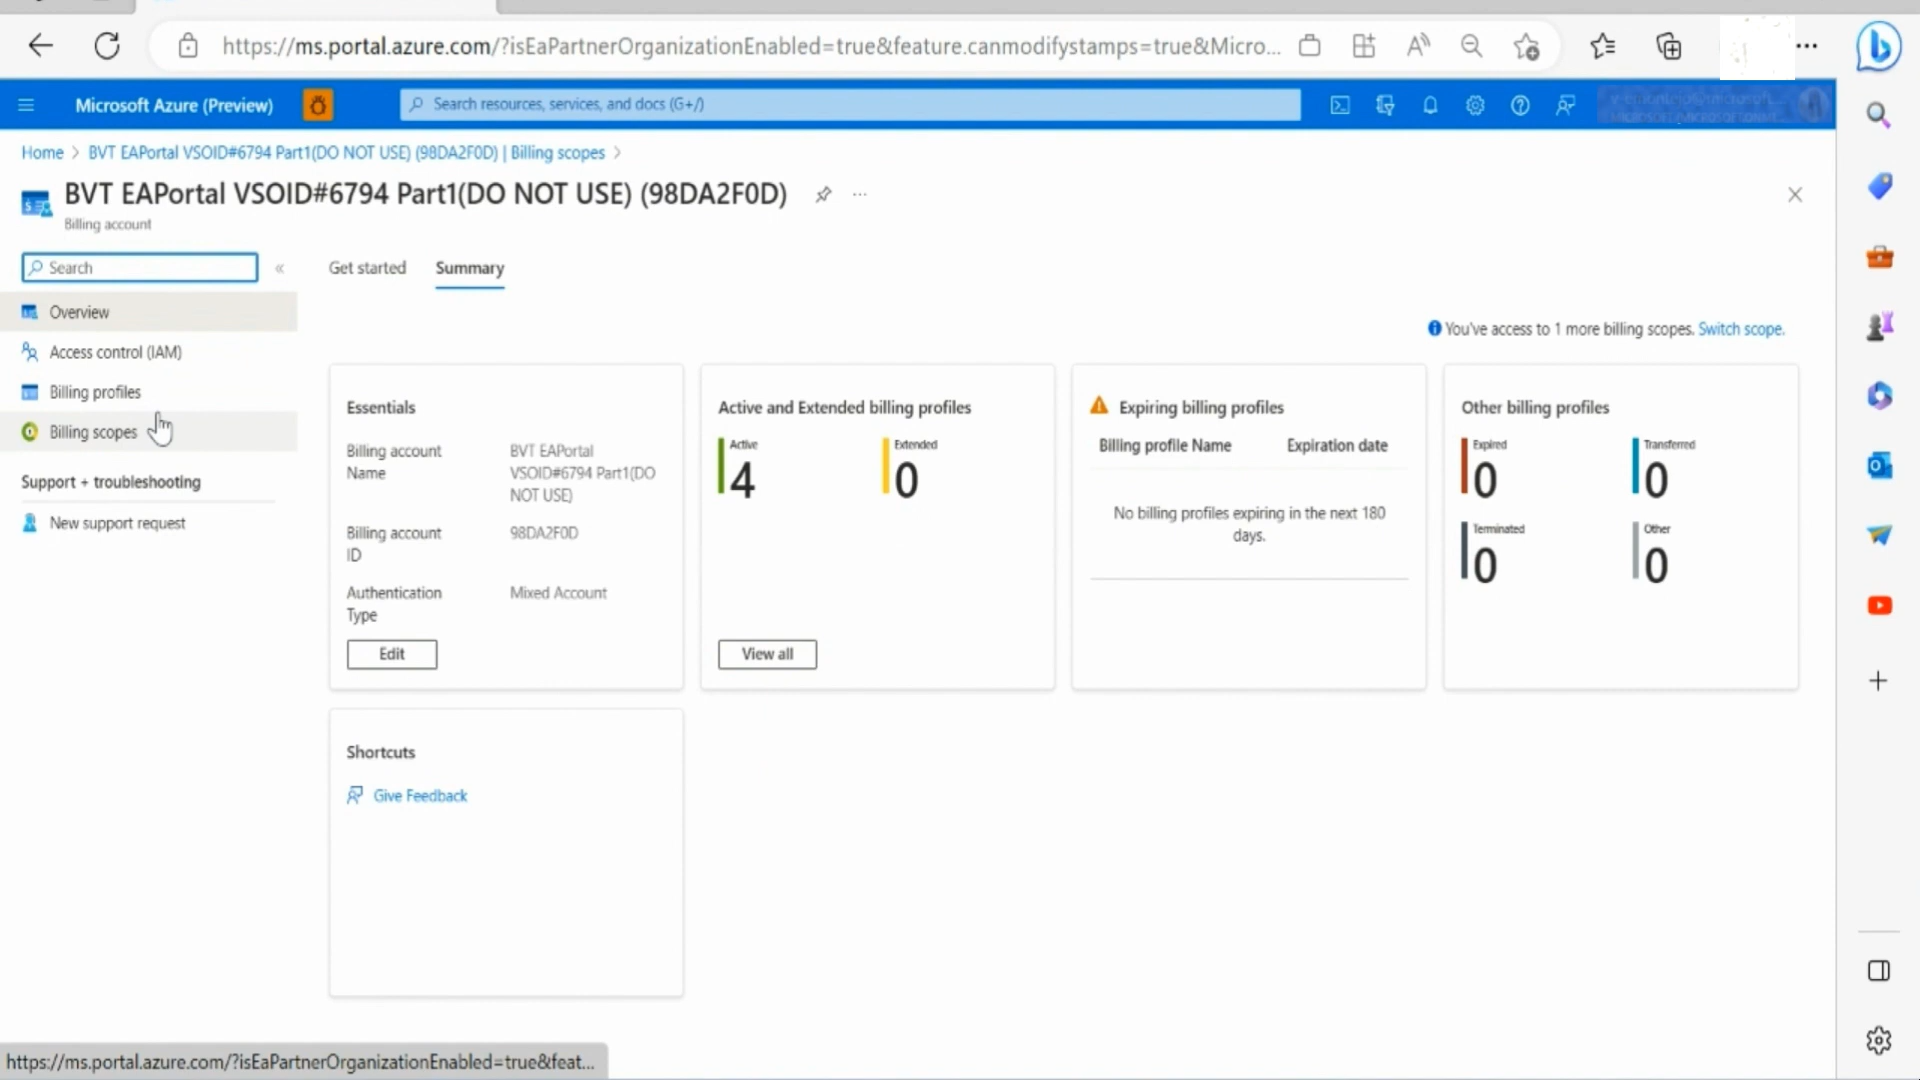 https://ms.portal.azure.com/?isEaPartnerOrganizationEnabled=true&feature.canmodifystamps=true&Micro...
Microsoft Azure (Preview)
Search resources, services, and docs (G+/)
Home > BVT EAPortal VSOID#6794 Part1(DO NOT USE) (98DA2F0D) | Billing scopes >
BVT EAPortal VSOID#6794 Part1(DO NOT USE) (98DA2F0D)
Billing account
Search
Get started
Summary
Overview
Access control (IAM)
Billing profiles
Billing scopes
Support + troubleshooting
New support request
You've access to 1 more billing scopes. Switch scope.
Essentials
Billing account Name
BVT EAPortal
VSOID#6794 Part1(DO
NOT USE)
Billing account ID
98DA2F0D
Authentication Type
Mixed Account
Edit
Active and Extended billing profiles
Active
4
Extended
0
View all
Expiring billing profiles
Billing profile Name
Expiration date
No billing profiles expiring in the next 180
days.
Other billing profiles
Expired
0
Transferred
0
Terminated
0
Other
0
Shortcuts
Give Feedback
https://ms.portal.azure.com/?isEaPartnerOrganizationEnabled=true&feat...